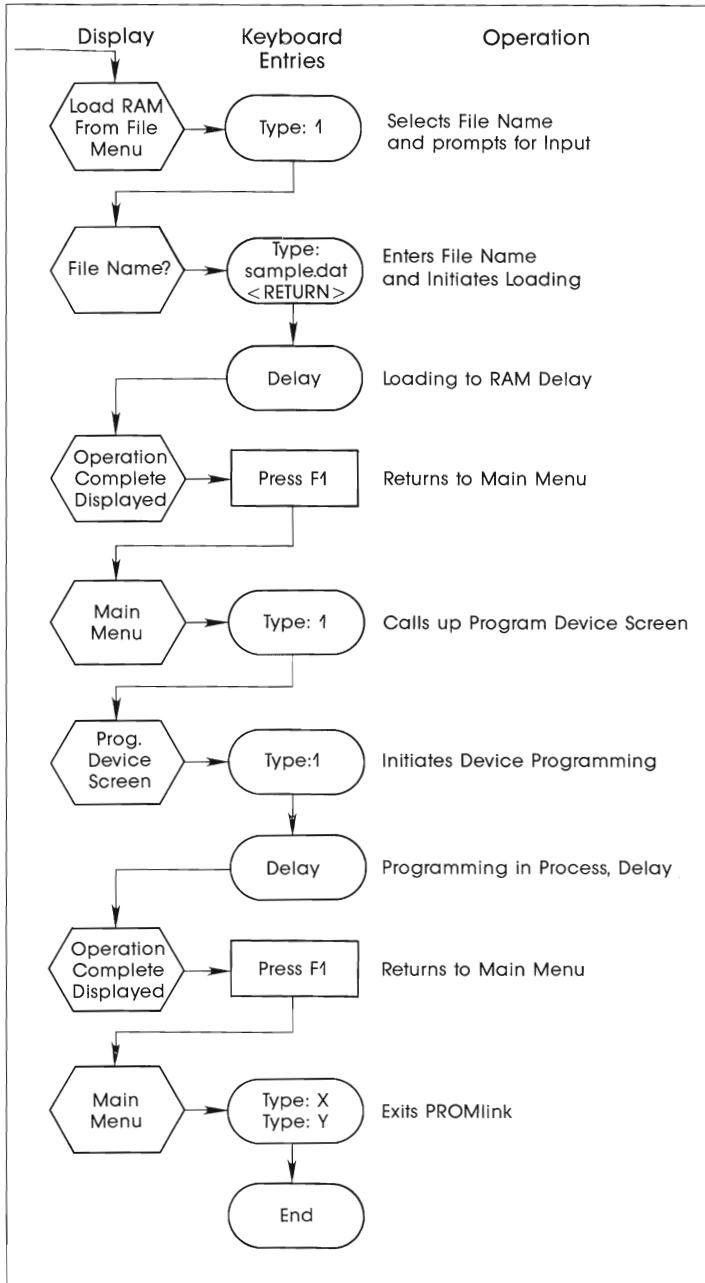 Display
Keyboard
Entries
Operation
Load RAM
From File
Menu
Type: 1
Selects File Name
and prompts for Input
File Name?
Type:
sample.dat
<RETURN>
Enters File Name
and Initiates Loading
Delay
Loading to RAM Delay
Operation
Complete
Displayed
Press F1
Returns to Main Menu
Main
Menu
Type: 1
Calls up Program Device Screen
Prog.
Device
Screen
Type:1
Initiates Device Programming
Delay
Programming in Process, Delay
Operation
Complete
Displayed
Press F1
Returns to Main Menu
Main
Menu
Type: X
Type: Y
Exits PROMlink
End